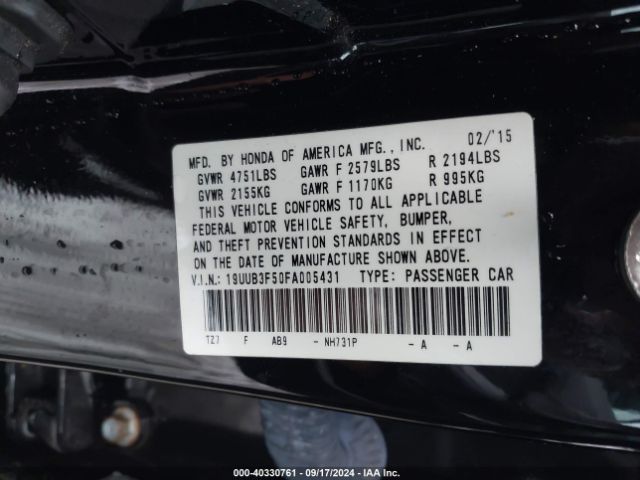 MFD. BY HONDA OF AMERICA MFG., INC. 02/'15
GVWR 4751LBS GAWR F 2579LBS R 2194LBS
GVWR 2155KG GAWR F 1170KG R 995KG
THIS VEHICLE CONFORMS TO ALL APPLICABLE
FEDERAL MOTOR VEHICLE SAFETY, BUMPER,
AND THEFT PREVENTION STANDARDS IN EFFECT
ON THE DATE OF MANUFACTURE SHOWN ABOVE.
V.I.N.: 19UUB3F50FA005431 TYPE: PASSENGER CAR
TZ7 F AB9 - NH731P - A - A
000-40330761 - 09/17/2024 - IAA Inc.